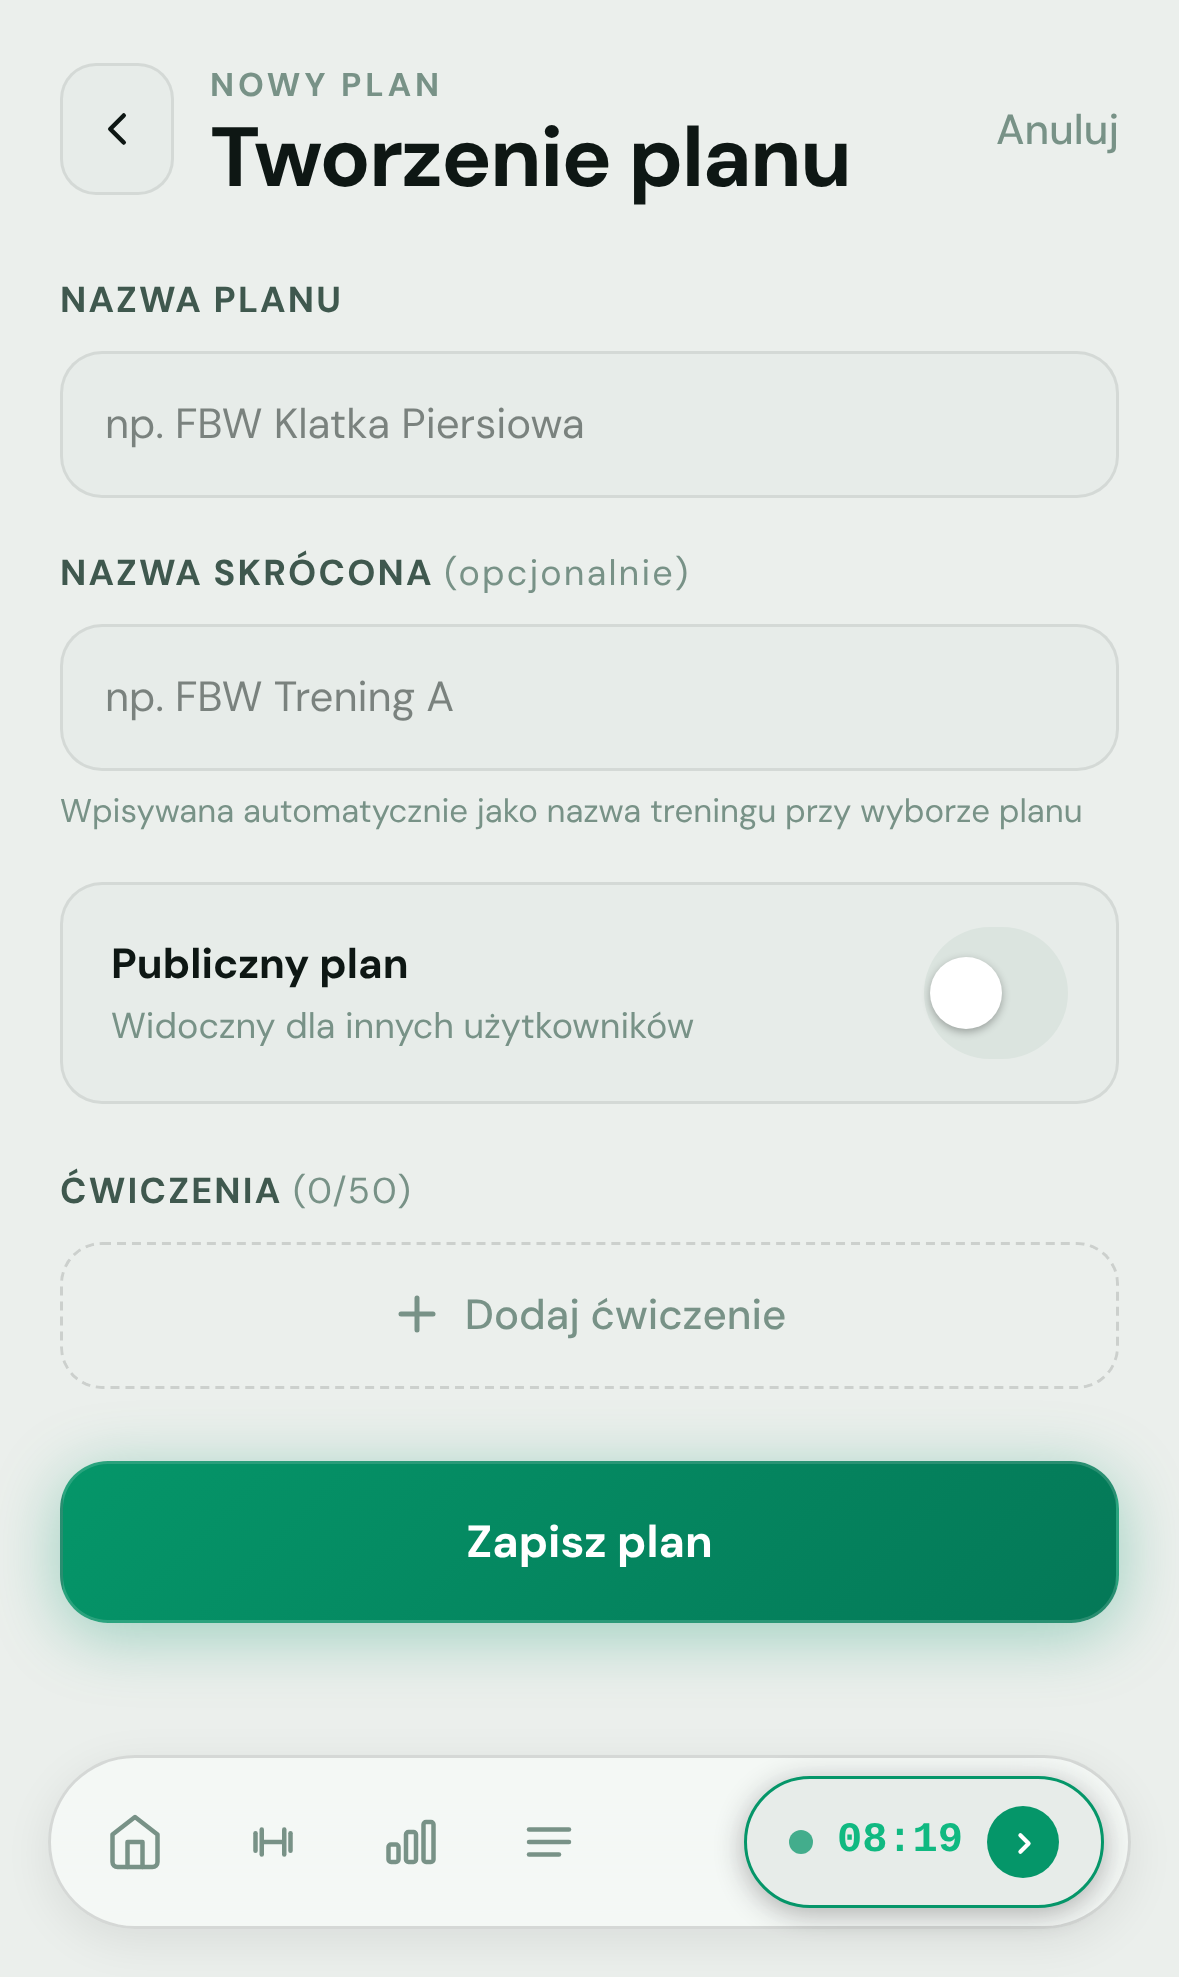 NOWY PLAN
Tworzenie planu
Anuluj
NAZWA PLANU
np. FBW Klatka Piersiowa
NAZWA SKRÓCONA (opcjonalnie)
np. FBW Trening A
Wpisywana automatycznie jako nazwa treningu przy wyborze planu
Publiczny plan
Widoczny dla innych użytkowników
ĆWICZENIA (0/50)
Dodaj ćwiczenie
Zapisz plan
08:19